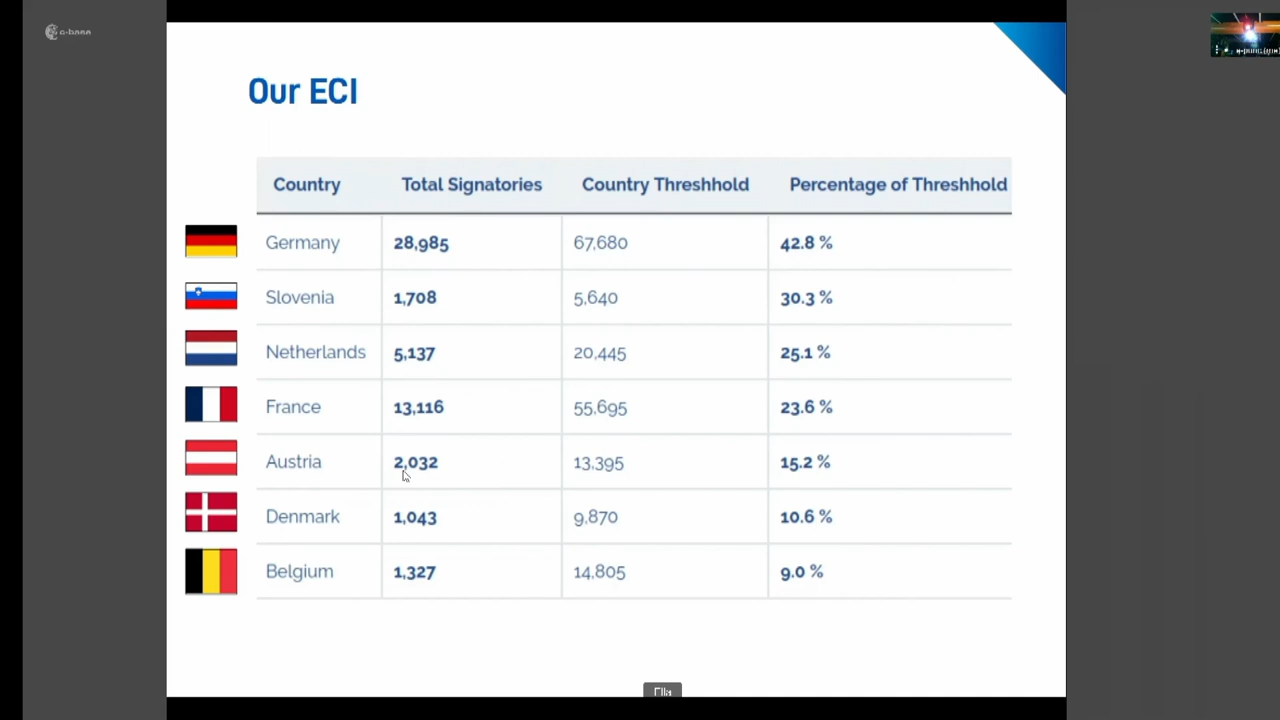 Our ECI
Country Total Signatories Country Threshhold Percentage of Threshhold
Germany 28,985 67,680 42.8 %
Slovenia 1,708 5,640 30.3 %
Netherlands 5,137 20,445 25.1 %
France 13,116 55,695 23.6 %
Austria 2,032 13,395 15.2 %
Denmark 1,043 9,870 10.6 %
Belgium 1,327 14,805 9.0 %
Ella